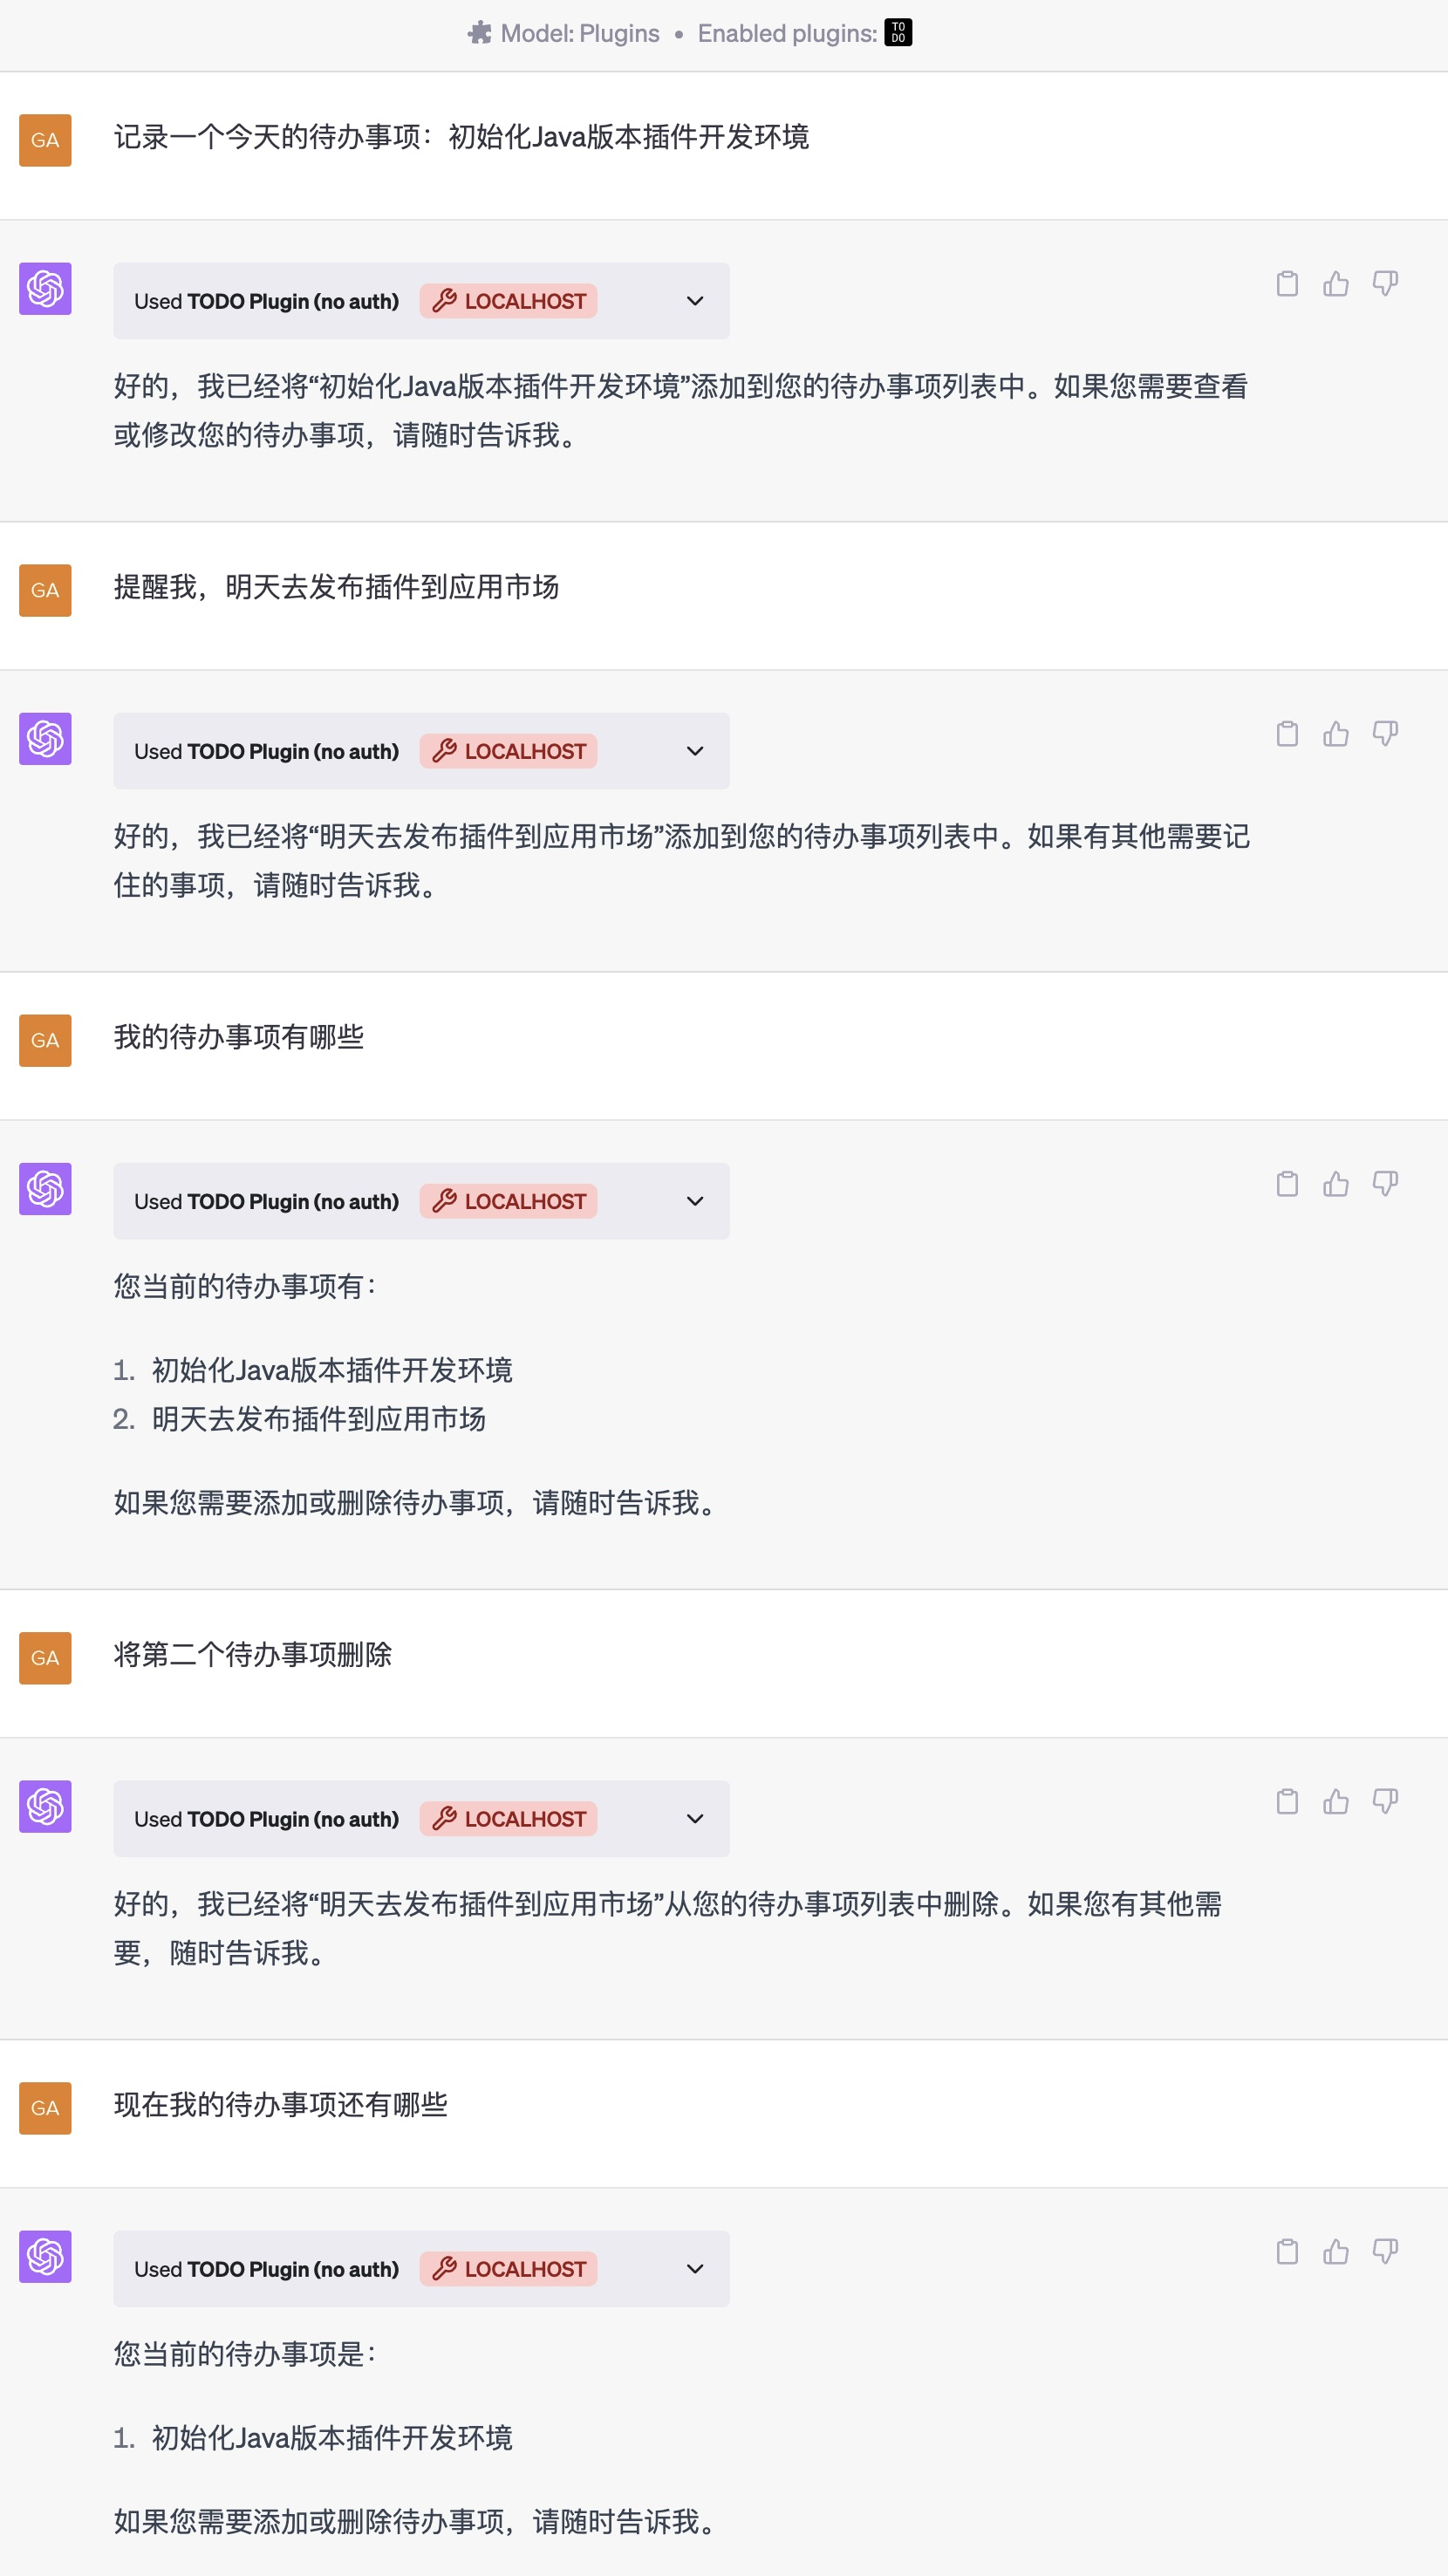 Model: Plugins • Enabled plugins: TO DO
GA 记录一个今天的待办事项：初始化Java版本插件开发环境
Used TODO Plugin (no auth) LOCALHOST
好的，我已经将“初始化Java版本插件开发环境”添加到您的待办事项列表中。如果您需要查看
或修改您的待办事项，请随时告诉我。
GA 提醒我，明天去发布插件到应用市场
Used TODO Plugin (no auth) LOCALHOST
好的，我已经将“明天去发布插件到应用市场”添加到您的待办事项列表中。如果有其他需要记
住的事项，请随时告诉我。
GA 我的待办事项有哪些
Used TODO Plugin (no auth) LOCALHOST
您当前的待办事项有：
1. 初始化Java版本插件开发环境
2. 明天去发布插件到应用市场
如果您需要添加或删除待办事项，请随时告诉我。
GA 将第二个待办事项删除
Used TODO Plugin (no auth) LOCALHOST
好的，我已经将“明天去发布插件到应用市场”从您的待办事项列表中删除。如果您有其他需
要，随时告诉我。
GA 现在我的待办事项还有哪些
Used TODO Plugin (no auth) LOCALHOST
您当前的待办事项是：
1. 初始化Java版本插件开发环境
如果您需要添加或删除待办事项，请随时告诉我。